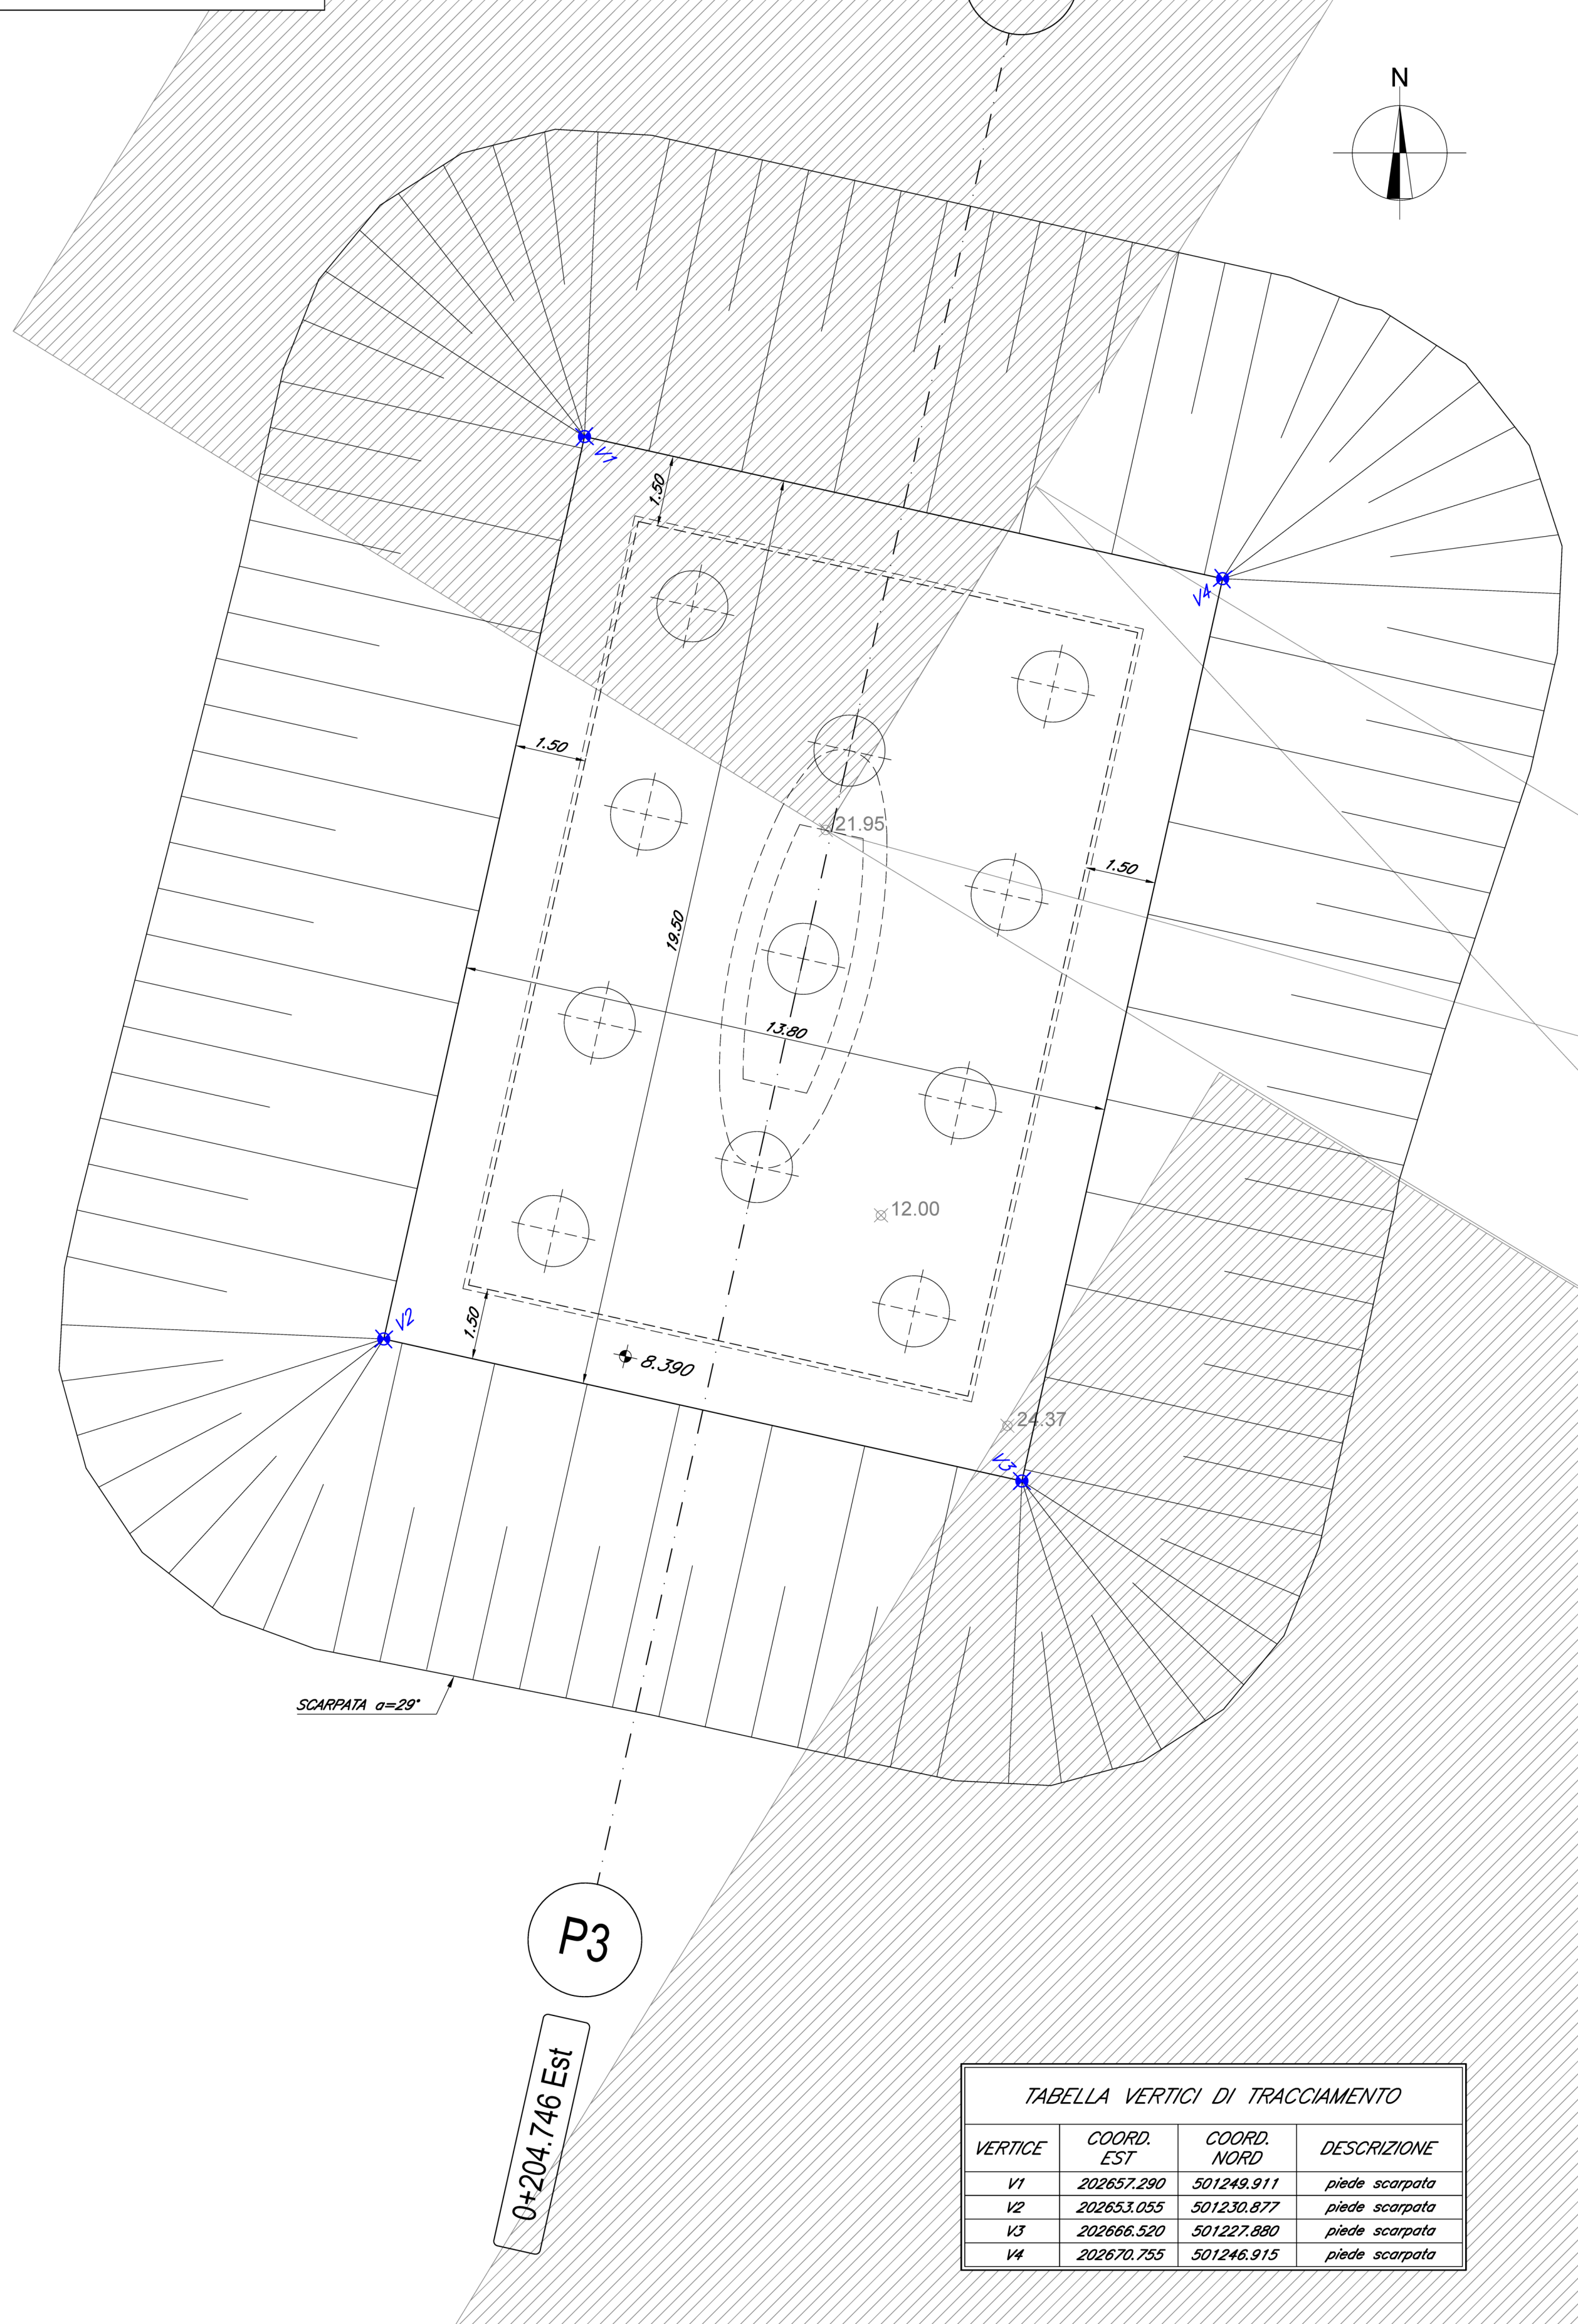 N
V1
1.50
V4
1.50
21.95
1.50
19.50
13.80
12.00
V2
1.50
8.390
24.37
V3
SCARPATA α=29°
P3
0+204.746 Est
TABELLA VERTICI DI TRACCIAMENTO
VERTICE COORD. EST COORD. NORD DESCRIZIONE
V1 202657.290 501249.911 piede scarpata
V2 202653.055 501230.877 piede scarpata
V3 202666.520 501227.880 piede scarpata
V4 202670.755 501246.915 piede scarpata